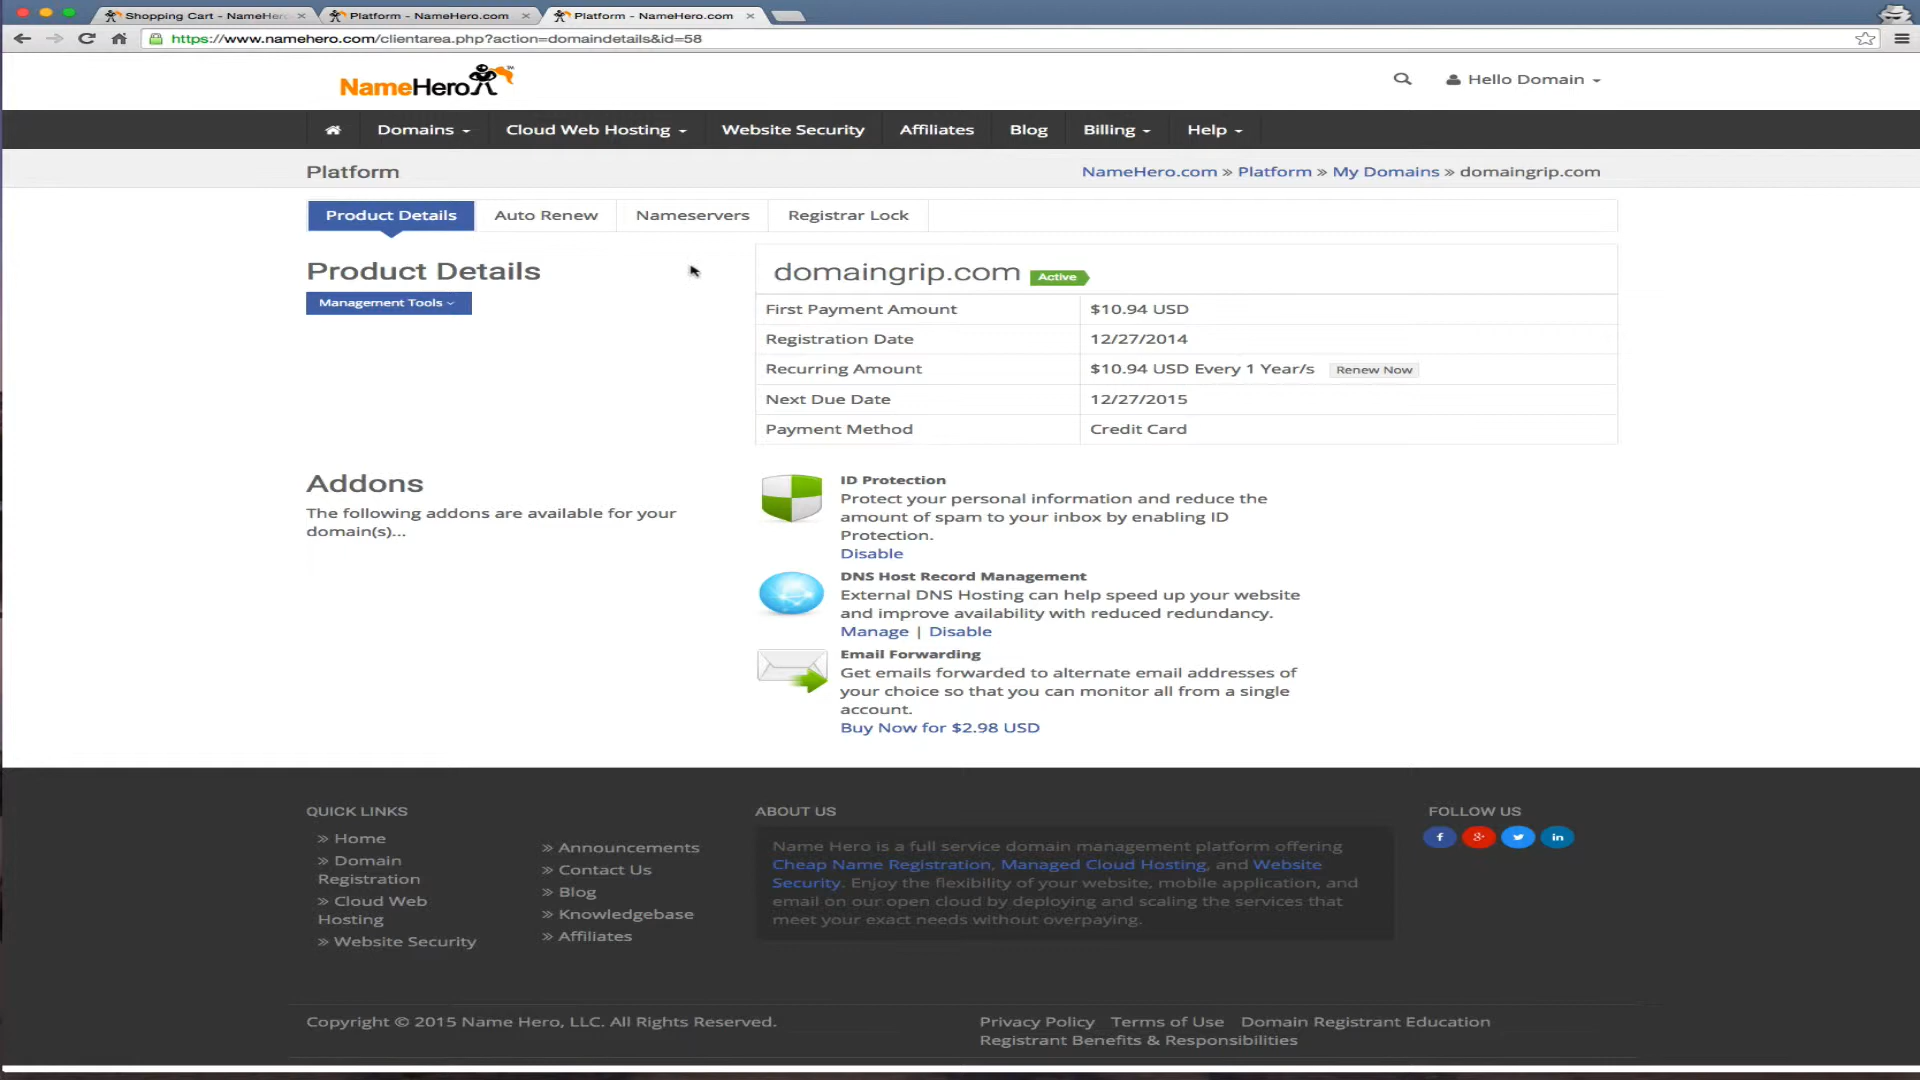 Shopping Cart - NameHero
Platform - NameHero.com
Platform - NameHero.com
https://www.namehero.com/clientarea.php?action=domaindetails&id=58
NameHero™
Hello Domain
Domains
Cloud Web Hosting
Website Security
Affiliates
Blog
Billing
Help
Platform
NameHero.com » Platform » My Domains » domaingrip.com
Product Details
Auto Renew
Nameservers
Registrar Lock
Product Details
Management Tools
domaingrip.com Active
First Payment Amount $10.94 USD
Registration Date 12/27/2014
Recurring Amount $10.94 USD Every 1 Year/s Renew Now
Next Due Date 12/27/2015
Payment Method Credit Card
Addons
The following addons are available for your
domain(s)...
ID Protection
Protect your personal information and reduce the
amount of spam to your inbox by enabling ID
Protection.
Disable
DNS Host Record Management
External DNS Hosting can help speed up your website
and improve availability with reduced redundancy.
Manage | Disable
Email Forwarding
Get emails forwarded to alternate email addresses of
your choice so that you can monitor all from a single
account.
Buy Now for $2.98 USD
QUICK LINKS
» Home
» Domain
Registration
» Cloud Web
Hosting
» Website Security
» Announcements
» Contact Us
» Blog
» Knowledgebase
» Affiliates
ABOUT US
Name Hero is a full service domain management platform offering
Cheap Name Registration, Managed Cloud Hosting, and Website
Security. Enjoy the flexibility of your website, mobile application, and
email on our open cloud by deploying and scaling the services that
meet your exact needs without overpaying.
FOLLOW US
Copyright © 2015 Name Hero, LLC. All Rights Reserved.
Privacy Policy Terms of Use Domain Registrant Education
Registrant Benefits & Responsibilities